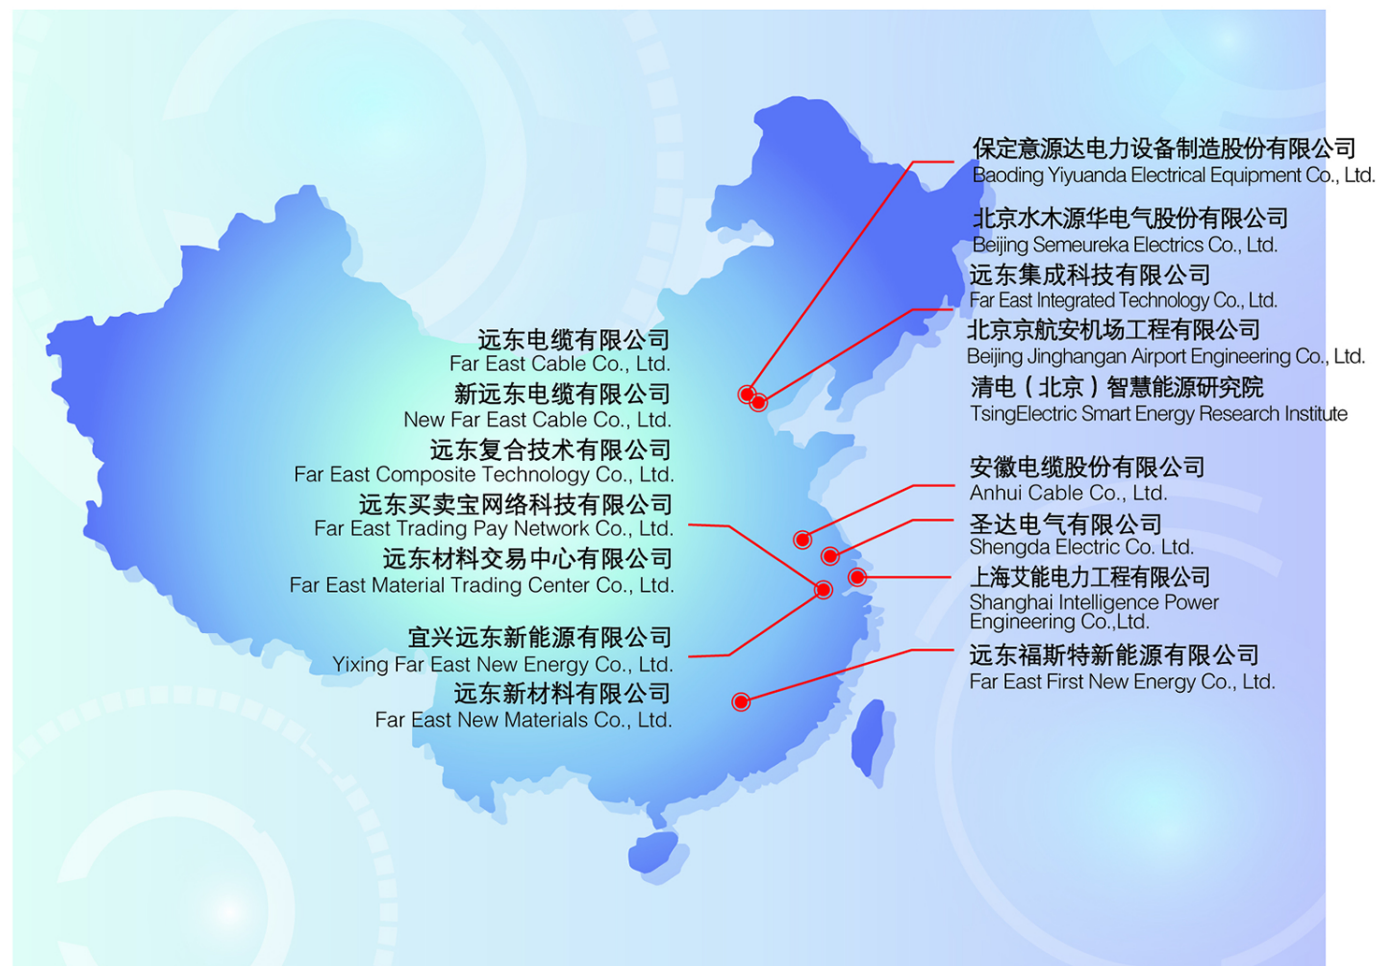 远东电缆有限公司
Far East Cable Co., Ltd.
新远东电缆有限公司
New Far East Cable Co., Ltd.
远东复合技术有限公司
Far East Composite Technology Co., Ltd.
远东买卖宝网络科技有限公司
Far East Trading Pay Network Co., Ltd.
远东材料交易中心有限公司
Far East Material Trading Center Co., Ltd.
宜兴远东新能源有限公司
Yixing Far East New Energy Co., Ltd.
远东新材料有限公司
Far East New Materials Co., Ltd.
保定意源达电力设备制造股份有限公司
Baoding Yiyuanda Electrical Equipment Co., Ltd.
北京水木源华电气股份有限公司
Beijing Semeureka Electrics Co., Ltd.
远东集成科技有限公司
Far East Integrated Technology Co., Ltd.
北京京航安机场工程有限公司
Beijing Jinghangan Airport Engineering Co., Ltd.
清电（北京）智慧能源研究院
TsingElectric Smart Energy Research Institute
安徽电缆股份有限公司
Anhui Cable Co., Ltd.
圣达电气有限公司
Shengda Electric Co. Ltd.
上海艾能电力工程有限公司
Shanghai Intelligence Power
Engineering Co.,Ltd.
远东福斯特新能源有限公司
Far East First New Energy Co., Ltd.